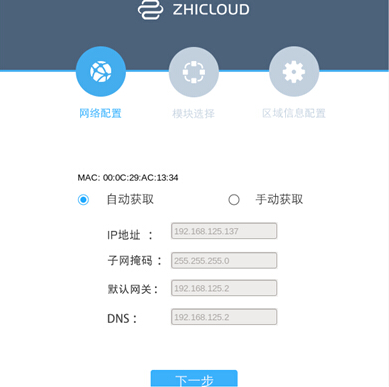 ZHICLOUD
网络配置 模块选择 区域信息配置
MAC: 00:0C:29:AC:13:34
自动获取 手动获取
IP地址 ： 192.168.125.137
子网掩码 ： 255.255.255.0
默认网关： 192.168.125.2
DNS ： 192.168.125.2
下一步